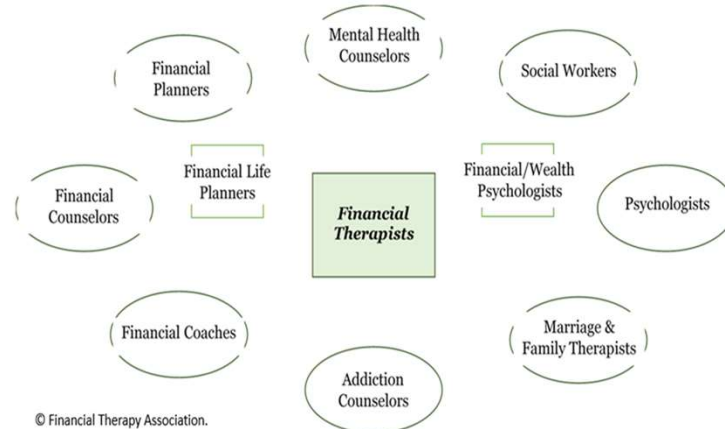 Mental Health
Counselors
Financial
Planners
Social Workers
Financial Life
Planners
Financial/Wealth
Psychologists
Financial
Counselors
Financial
Therapists
Psychologists
Financial Coaches
Marriage &
Family Therapists
Addiction
Counselors
© Financial Therapy Association.